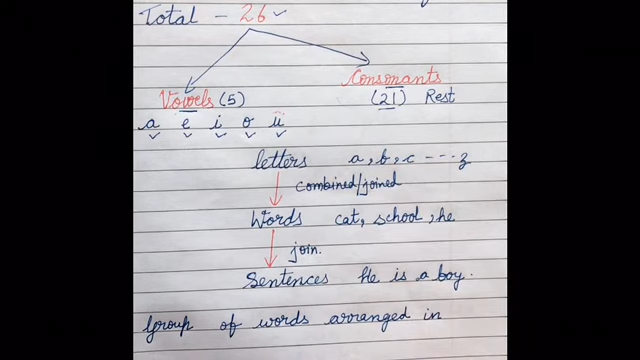 Total - 26
Vowels (5) Consonants
(21) Rest
a e i o u
letters a, b, c ---- z
combined/joined
Words cat, school, he
join.
Sentences He is a boy.
Group of words arranged in